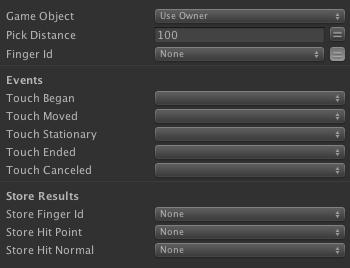 Game Object Use Owner
Pick Distance 100
Finger Id None
Events
Touch Began
Touch Moved
Touch Stationary
Touch Ended
Touch Canceled
Store Results
Store Finger Id None
Store Hit Point None
Store Hit Normal None